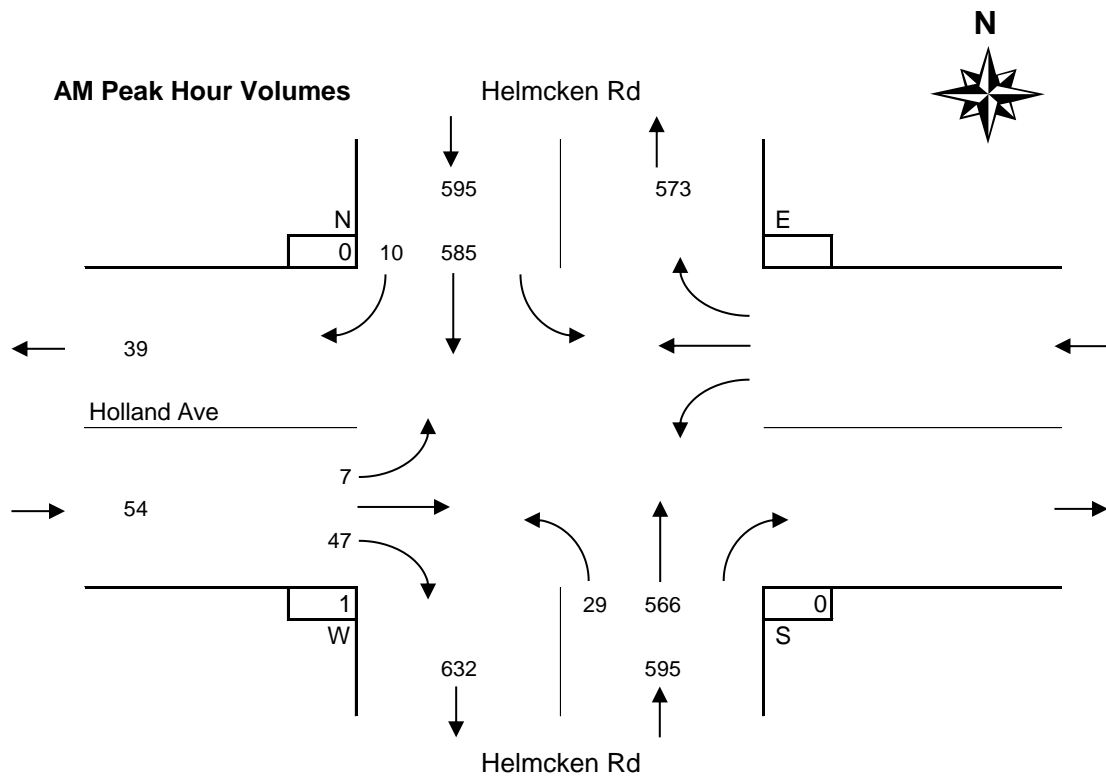 N
AM Peak Hour Volumes Helmcken Rd
595 573
N E
0 10 585
39
Holland Ave
7
54
47
1 29 566 0
W S
632 595
Helmcken Rd